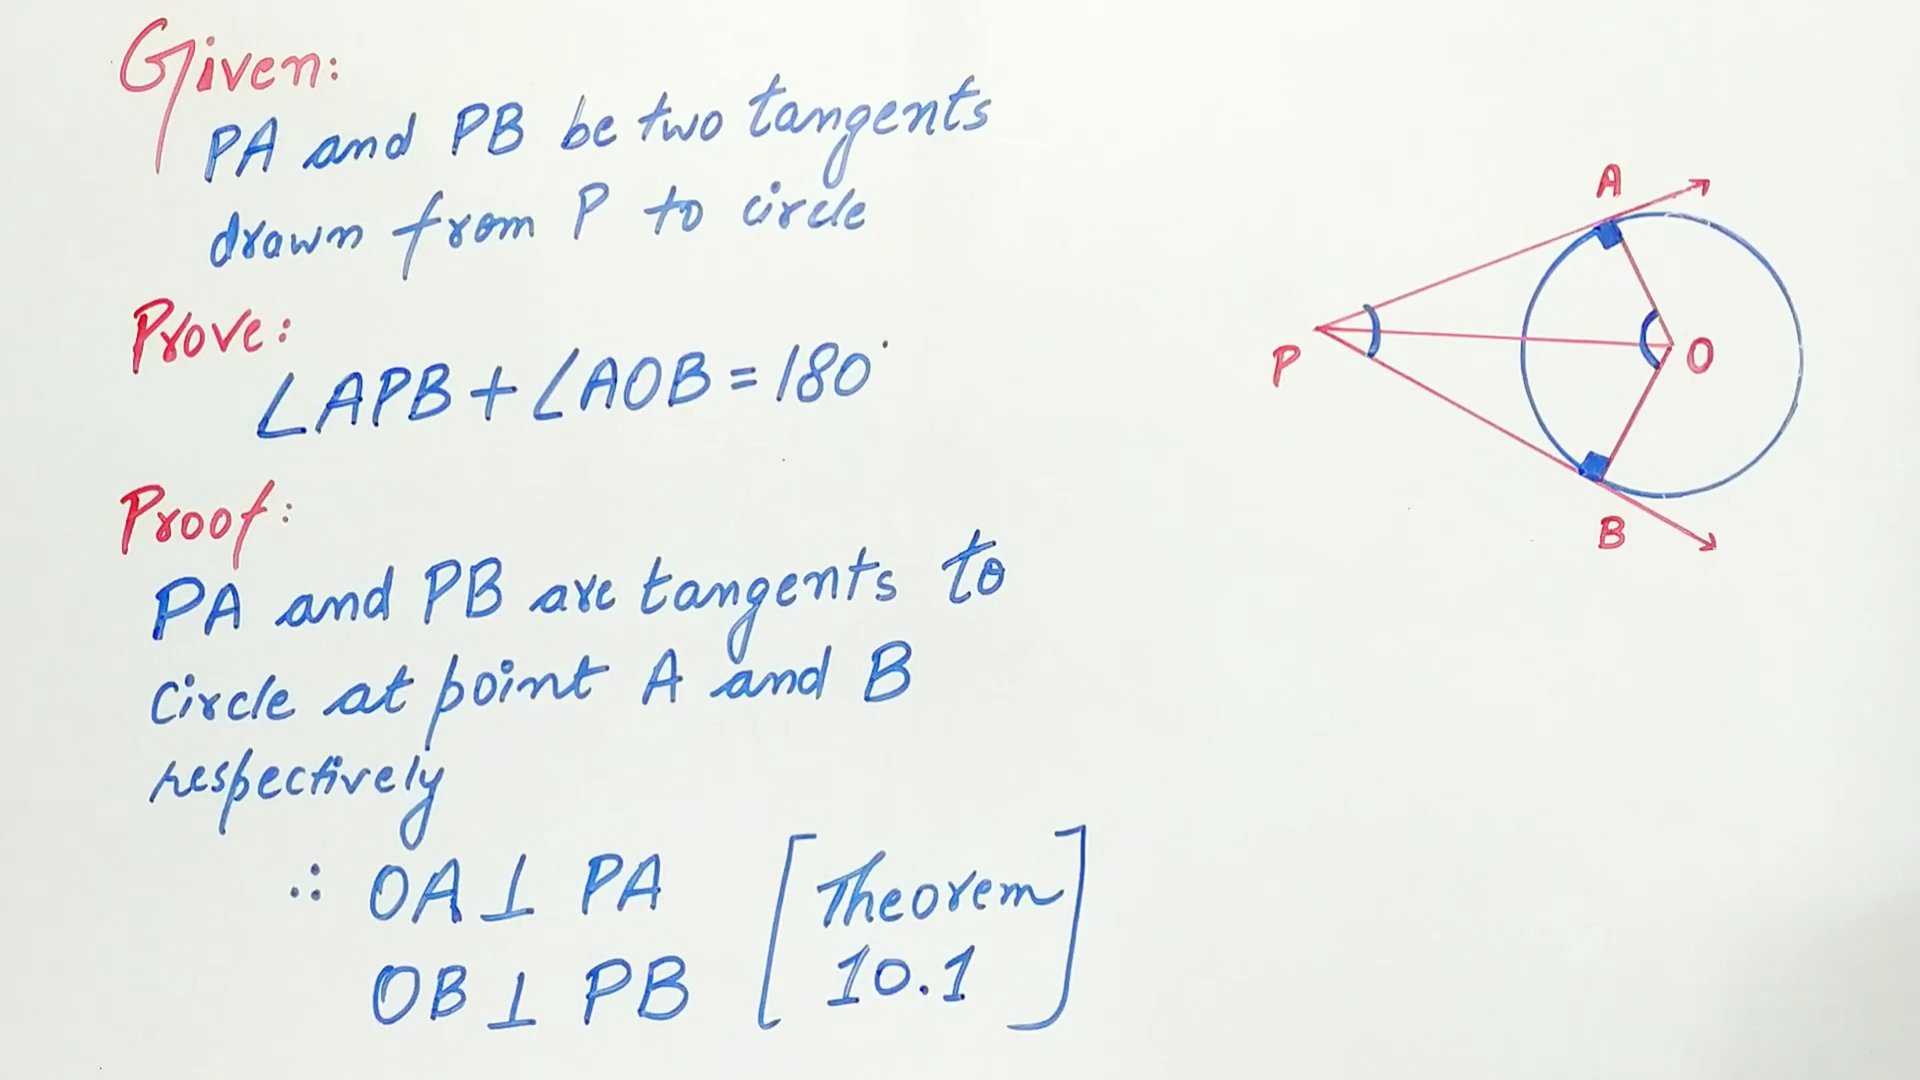 Given:
PA and PB be two tangents
drawn from P to circle
Prove:
∠APB + ∠AOB = 180°
Proof:
PA and PB are tangents to
circle at point A and B
respectively
∴ OA ⊥ PA [Theorem
OB ⊥ PB 10.1]
A
P
O
B